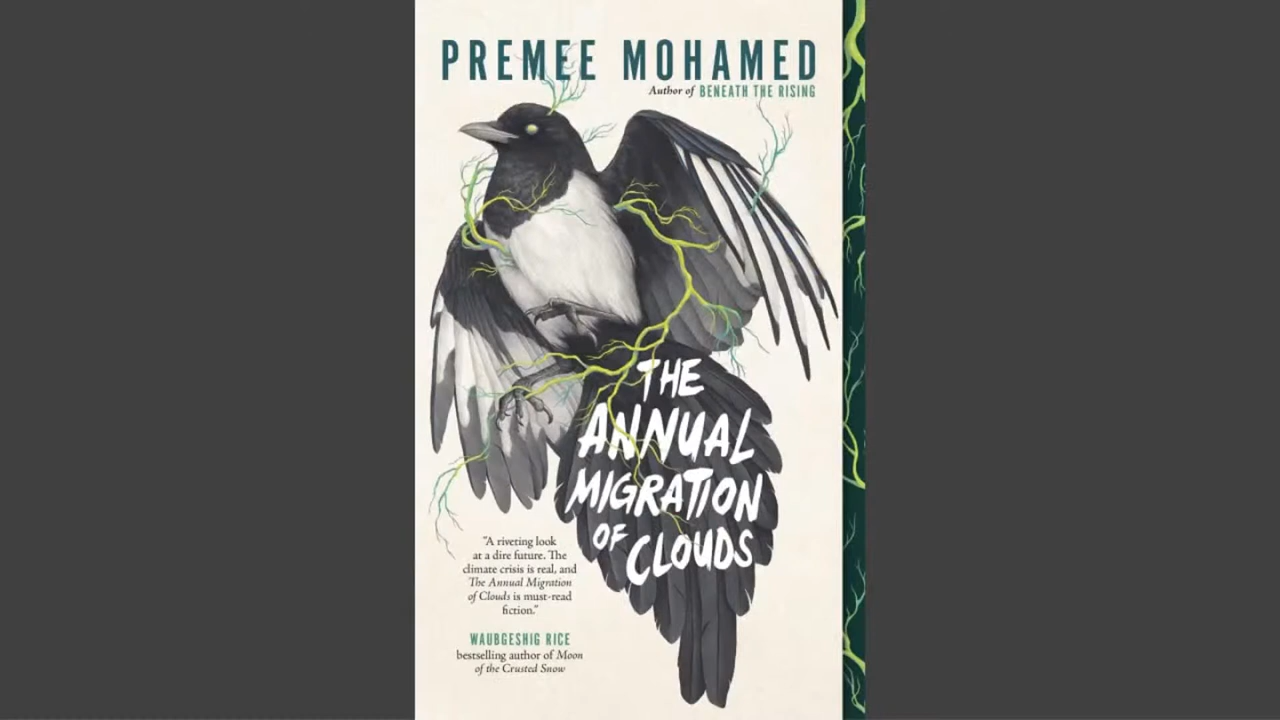 PREMEE MOHAMED
Author of BENEATH THE RISING
THE
ANNUAL
MIGRATION
OF CLOUDS
"A riveting look
at a dire future. The
climate crisis is real, and
The Annual Migration
of Clouds is must-read
fiction."
WAUBGESHIG RICE
bestselling author of Moon
of the Crusted Snow